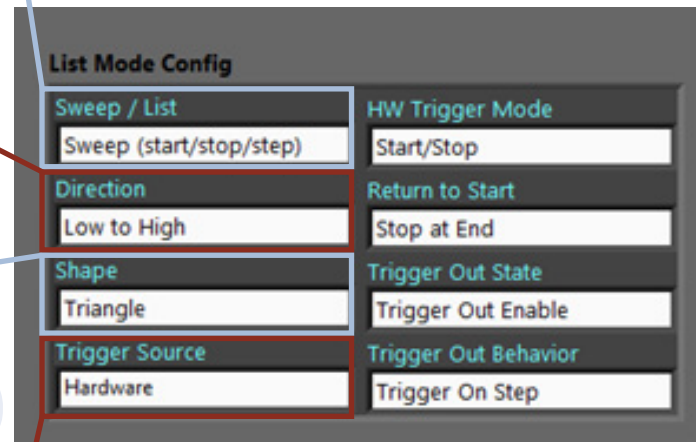 List Mode Config
Sweep / List
Sweep (start/stop/step)
Direction
Low to High
Shape
Triangle
Trigger Source
Hardware
HW Trigger Mode
Start/Stop
Return to Start
Stop at End
Trigger Out State
Trigger Out Enable
Trigger Out Behavior
Trigger On Step